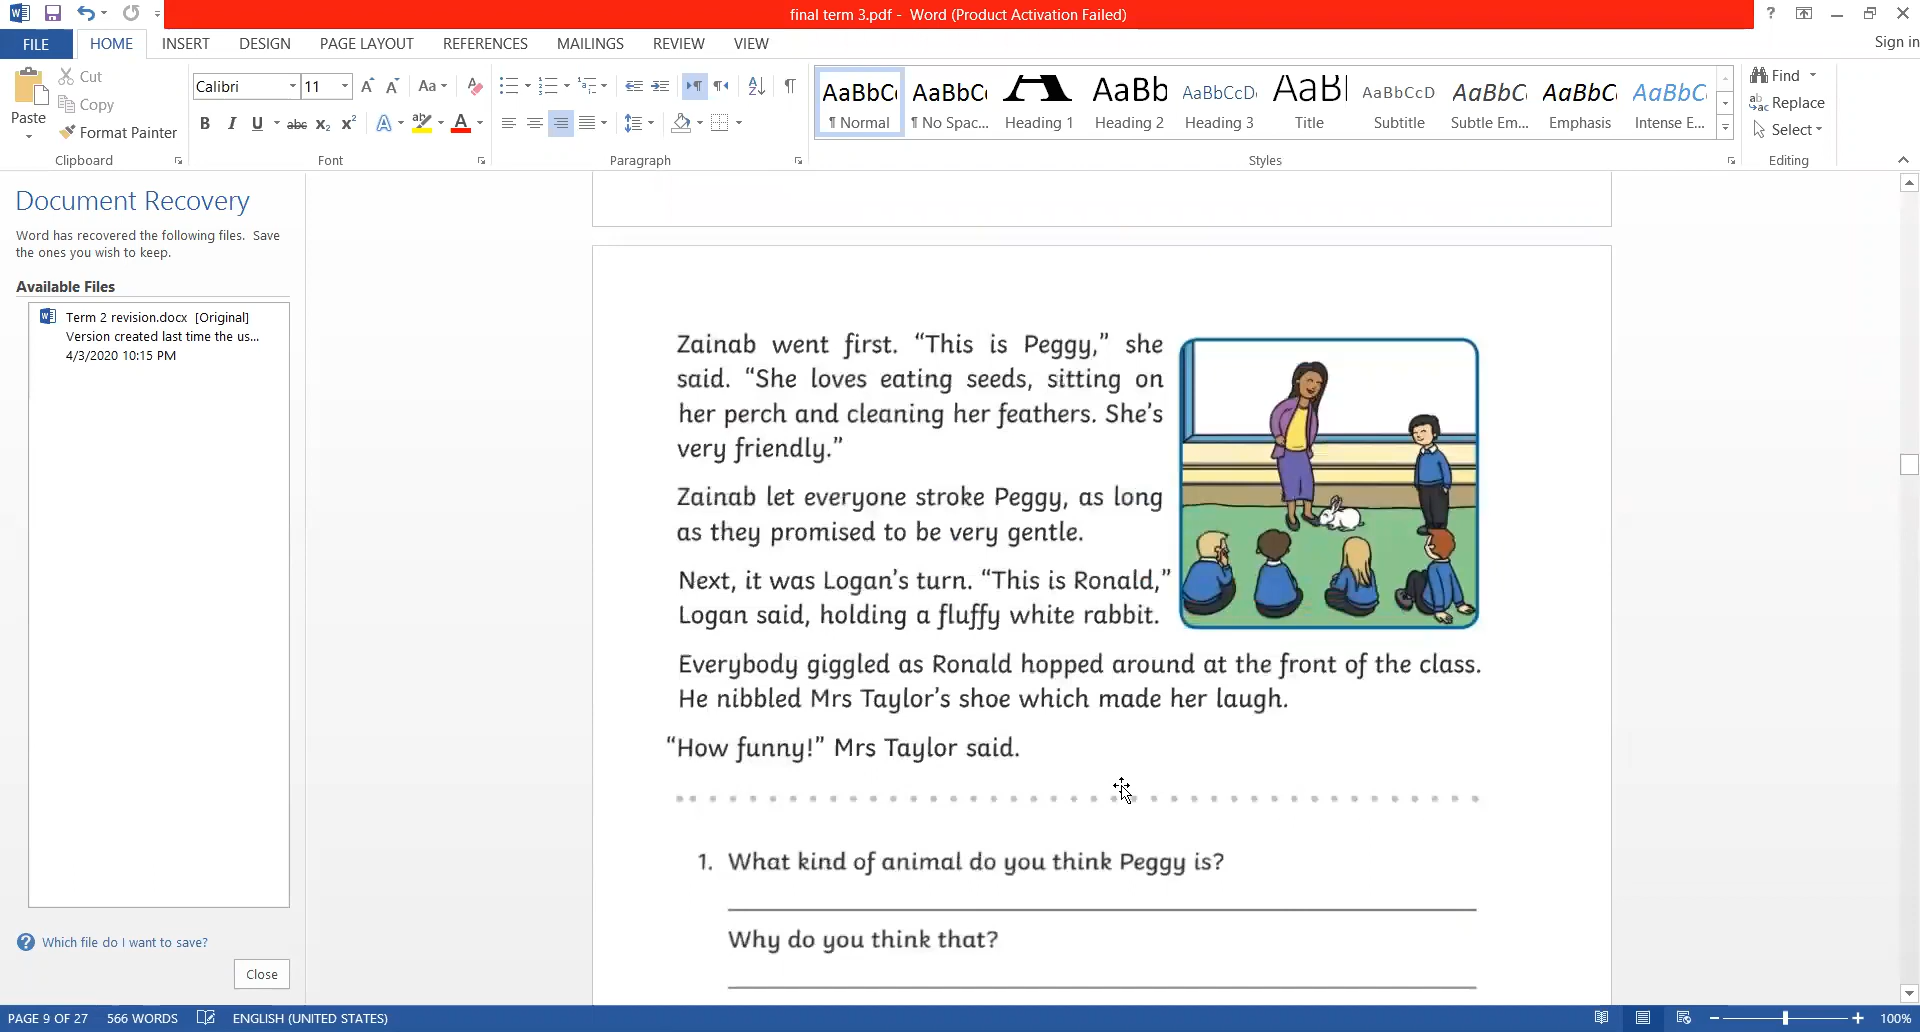 final term 3.pdf - Word (Product Activation Failed)
FILE HOME INSERT DESIGN PAGE LAYOUT REFERENCES MAILINGS REVIEW VIEW
Sign in
Paste
Cut
Copy
Format Painter
Clipboard
Calibri 11
Font
Paragraph
AaBbCc AaBbCc A AaBb AaBbCcD AaBl AaBbCcD AaBbC AaBbC AaBbC
¶ Normal ¶ No Spac... Heading 1 Heading 2 Heading 3 Title Subtitle Subtle Em... Emphasis Intense E...
Styles
Find
Replace
Select
Editing
Document Recovery
Word has recovered the following files. Save
the ones you wish to keep.
Available Files
Term 2 revision.docx [Original]
Version created last time the us...
4/3/2020 10:15 PM
Which file do I want to save?
Close
Zainab went first. “This is Peggy,” she
said. “She loves eating seeds, sitting on
her perch and cleaning her feathers. She’s
very friendly.”
Zainab let everyone stroke Peggy, as long
as they promised to be very gentle.
Next, it was Logan’s turn. “This is Ronald,”
Logan said, holding a fluffy white rabbit.
Everybody giggled as Ronald hopped around at the front of the class.
He nibbled Mrs Taylor’s shoe which made her laugh.
“How funny!” Mrs Taylor said.
1. What kind of animal do you think Peggy is?
Why do you think that?
PAGE 9 OF 27 566 WORDS ENGLISH (UNITED STATES) 100%